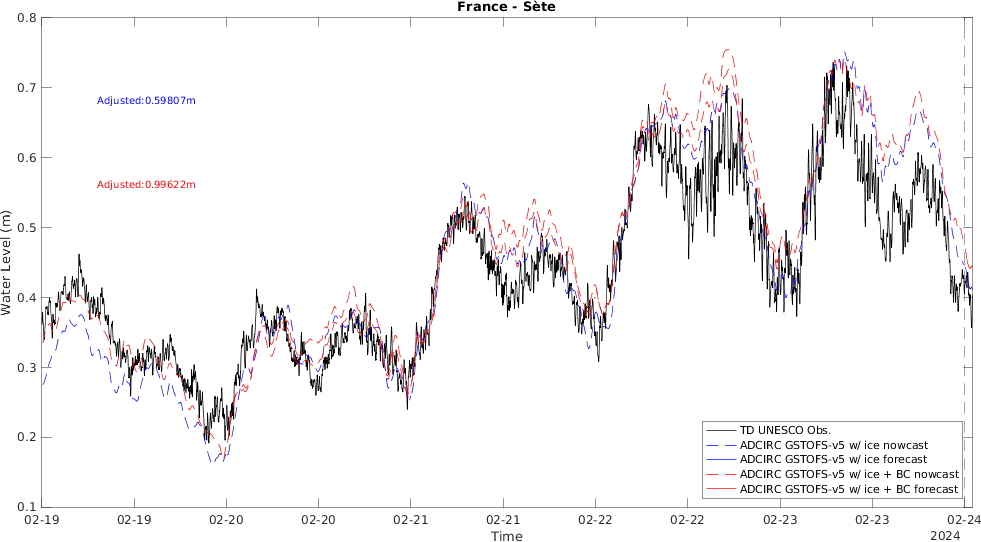 France - Sète
0.8
0.7
0.6
0.5
0.4
0.3
0.2
0.1
Water Level (m)
Adjusted:0.59807m
Adjusted:0.99622m
TD UNESCO Obs.
ADCIRC GSTOFS-v5 w/ ice nowcast
ADCIRC GSTOFS-v5 w/ ice forecast
ADCIRC GSTOFS-v5 w/ ice + BC nowcast
ADCIRC GSTOFS-v5 w/ ice + BC forecast
02-19 02-19 02-20 02-20 02-21 02-21 02-22 02-22 02-23 02-23 02-24
Time
2024